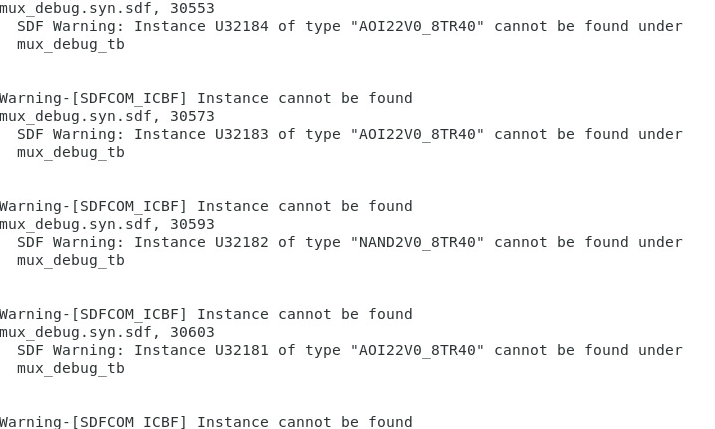 mux_debug.syn.sdf, 30553
SDF Warning: Instance U32184 of type "AOI22V0_8TR40" cannot be found under
mux_debug_tb
Warning-[SDFCOM_ICBF] Instance cannot be found
mux_debug.syn.sdf, 30573
SDF Warning: Instance U32183 of type "AOI22V0_8TR40" cannot be found under
mux_debug_tb
Warning-[SDFCOM_ICBF] Instance cannot be found
mux_debug.syn.sdf, 30593
SDF Warning: Instance U32182 of type "NAND2V0_8TR40" cannot be found under
mux_debug_tb
Warning-[SDFCOM_ICBF] Instance cannot be found
mux_debug.syn.sdf, 30603
SDF Warning: Instance U32181 of type "AOI22V0_8TR40" cannot be found under
mux_debug_tb
Warning-[SDFCOM_ICBF] Instance cannot be found